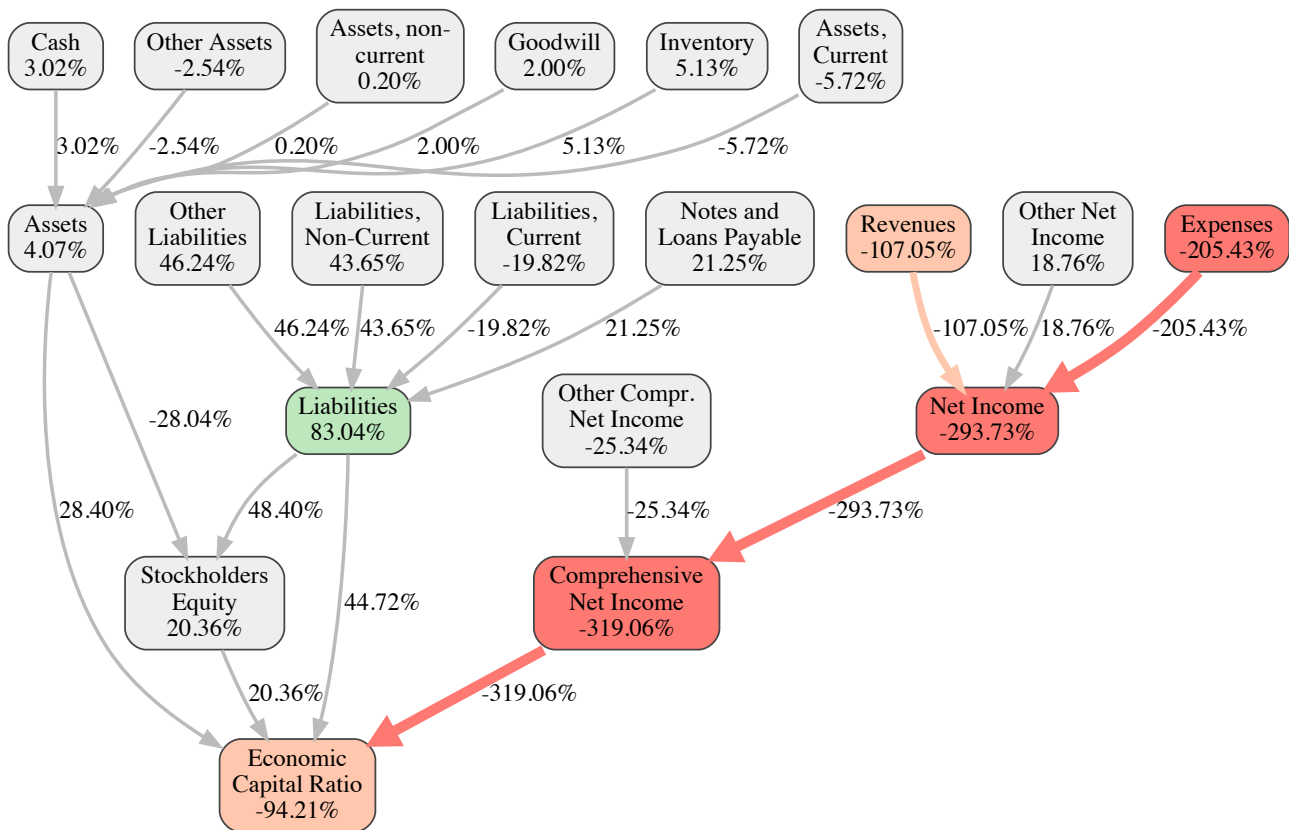 Cash
3.02%
Other Assets
-2.54%
Assets, non-
current
0.20%
Goodwill
2.00%
Inventory
5.13%
Assets,
Current
-5.72%
3.02%
-2.54%
0.20%
2.00%
5.13%
-5.72%
Assets
4.07%
Other
Liabilities
46.24%
Liabilities,
Non-Current
43.65%
Liabilities,
Current
-19.82%
Notes and
Loans Payable
21.25%
Revenues
-107.05%
Other Net
Income
18.76%
Expenses
-205.43%
46.24%
43.65%
-19.82%
21.25%
-107.05%
18.76%
-205.43%
Liabilities
83.04%
Other Compr.
Net Income
-25.34%
Net Income
-293.73%
-28.04%
28.40%
48.40%
-25.34%
-293.73%
Stockholders
Equity
20.36%
44.72%
Comprehensive
Net Income
-319.06%
20.36%
-319.06%
Economic
Capital Ratio
-94.21%